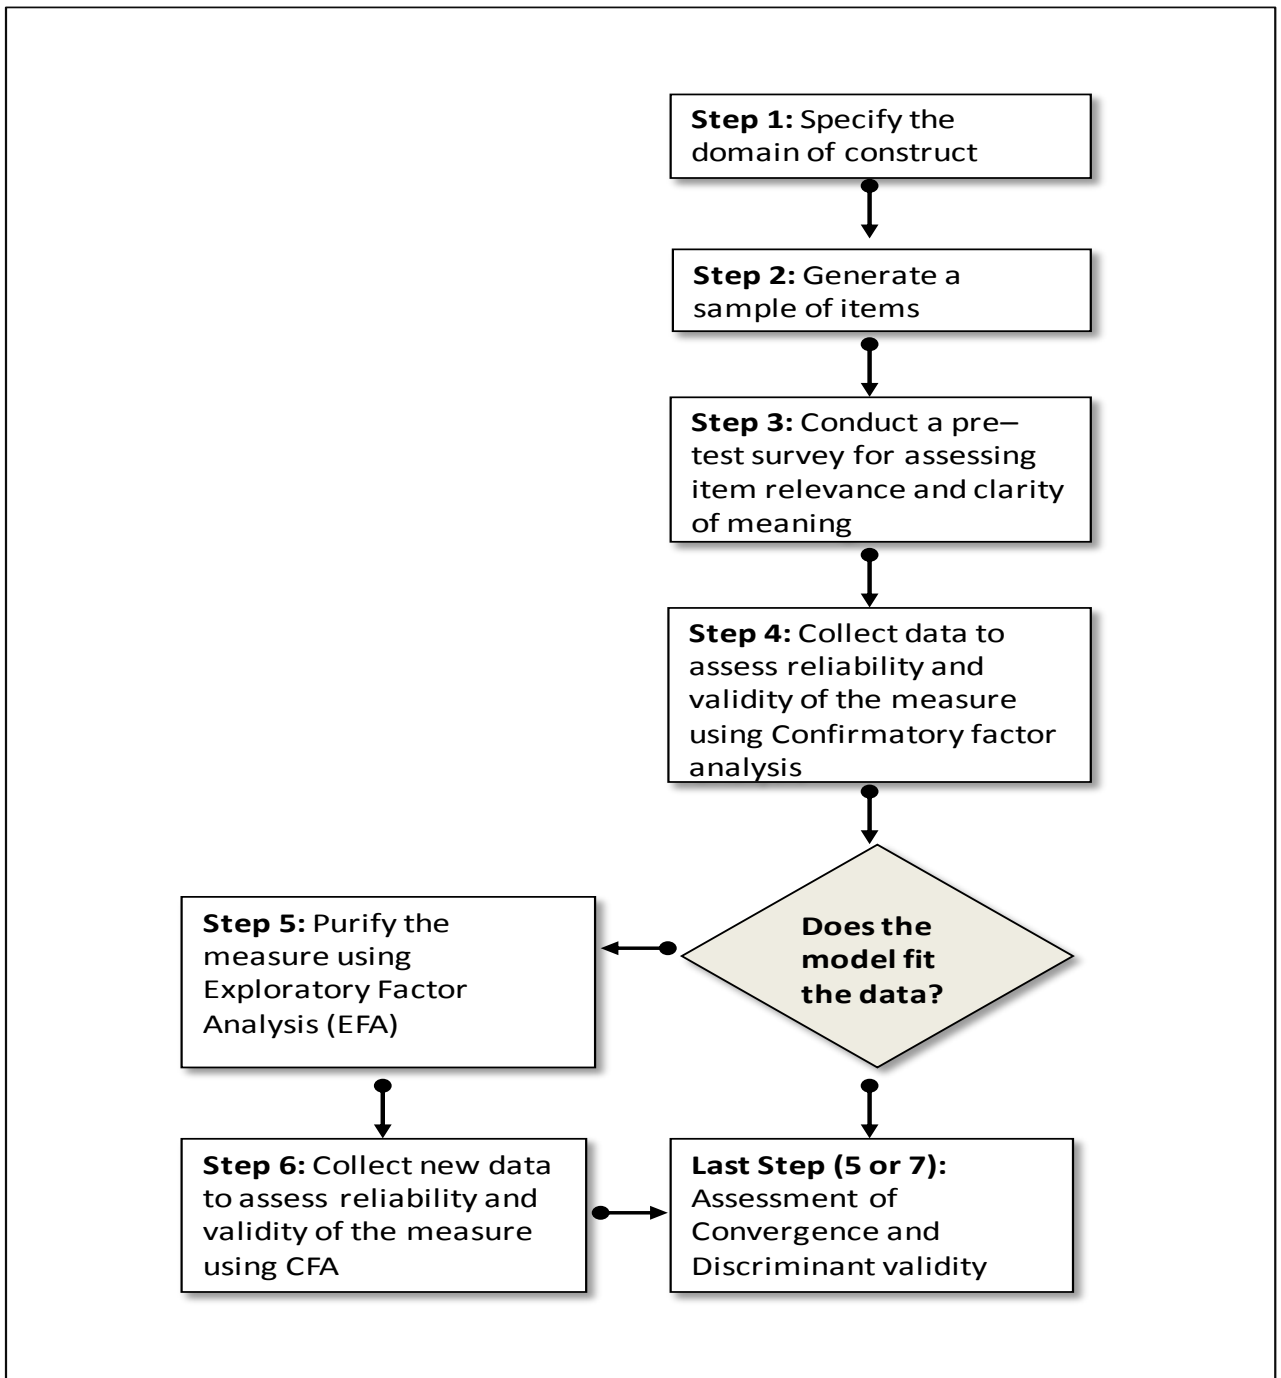 Step 1: Specify the
domain of construct
Step 2: Generate a
sample of items
Step 3: Conduct a pre–
test survey for assessing
item relevance and clarity
of meaning
Step 4: Collect data to
assess reliability and
validity of the measure
using Confirmatory factor
analysis
Does the
model fit
the data?
Step 5: Purify the
measure using
Exploratory Factor
Analysis (EFA)
Step 6: Collect new data
to assess reliability and
validity of the measure
using CFA
Last Step (5 or 7):
Assessment of
Convergence and
Discriminant validity